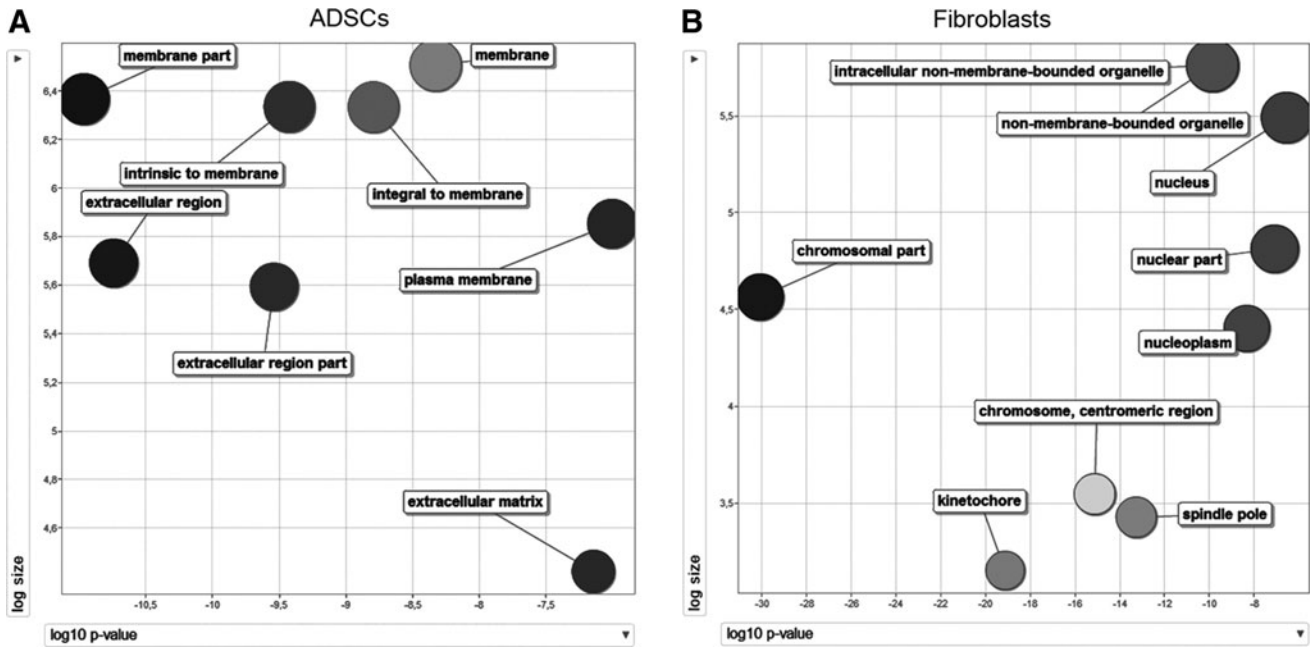 A
ADSCs
membrane part
membrane
intrinsic to membrane
integral to membrane
extracellular region
plasma membrane
extracellular region part
extracellular matrix
6,4
6,2
6
5,8
5,6
5,4
5,2
5
4,8
4,6
log size
-10,5
-10
-9,5
-9
-8,5
-8
-7,5
log10 p-value
B
Fibroblasts
intracellular non-membrane-bounded organelle
non-membrane-bounded organelle
nucleus
chromosomal part
nuclear part
nucleoplasm
chromosome, centromeric region
kinetochore
spindle pole
5,5
5
4,5
4
3,5
log size
-30
-28
-26
-24
-22
-20
-18
-16
-14
-12
-10
-8
log10 p-value